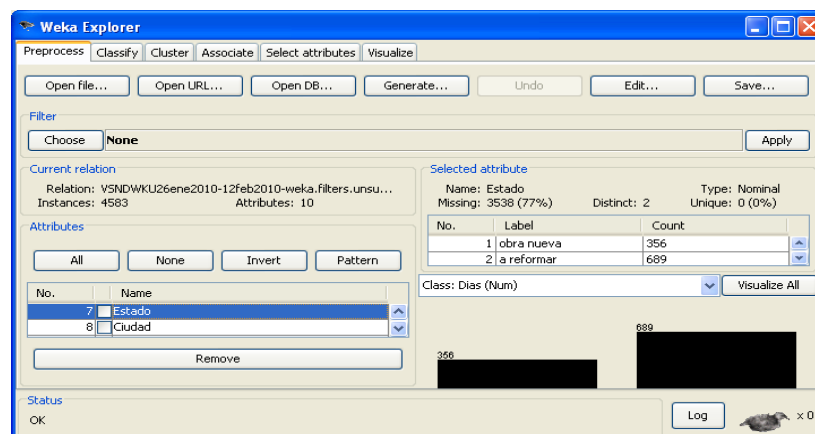 Weka Explorer
Preprocess Classify Cluster Associate Select attributes Visualize
Open file... Open URL... Open DB... Generate... Undo Edit... Save...
Filter
Choose None Apply
Current relation
Relation: VSNDWKU26ene2010-12feb2010-weka.filters.unsu...
Instances: 4583 Attributes: 10
Selected attribute
Name: Estado Type: Nominal
Missing: 3538 (77%) Distinct: 2 Unique: 0 (0%)
No. Label Count
1 obra nueva 356
2 a reformar 689
Attributes
All None Invert Pattern
No. Name
7 Estado
8 Ciudad
Remove
Class: Dias (Num) Visualize All
356
689
Status
OK
Log x 0